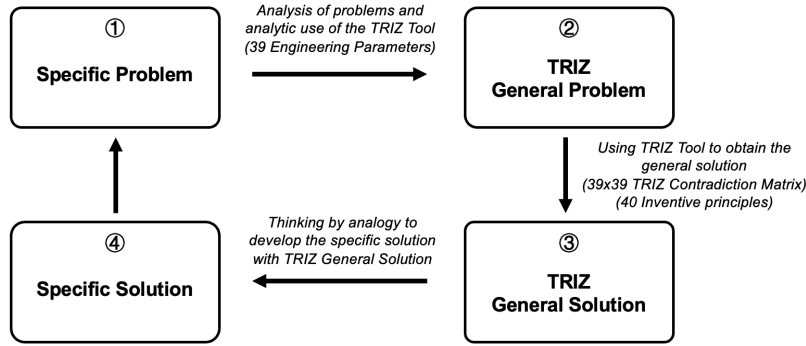 ①
Specific Problem
Analysis of problems and
analytic use of the TRIZ Tool
(39 Engineering Parameters)
②
TRIZ
General Problem
Using TRIZ Tool to obtain the
general solution
(39x39 TRIZ Contradiction Matrix)
(40 Inventive principles)
③
TRIZ
General Solution
Thinking by analogy to
develop the specific solution
with TRIZ General Solution
④
Specific Solution